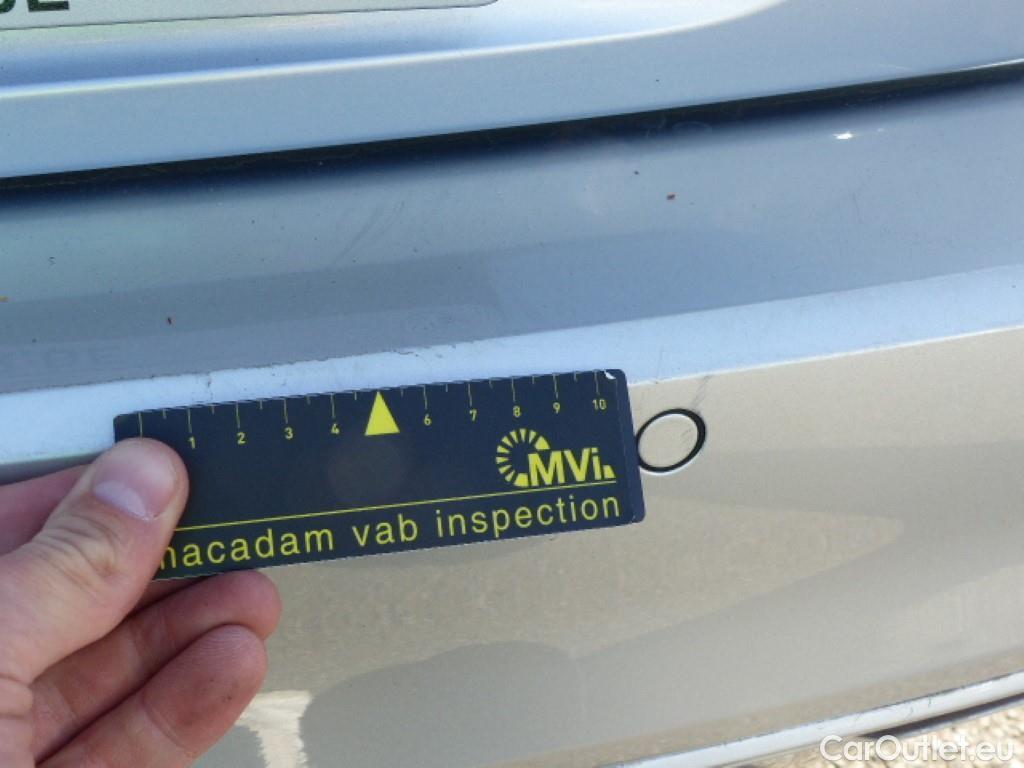 1 2 3 4 6 7 8 9 10
MVi.
macadam vab inspection
CarOutlet.eu